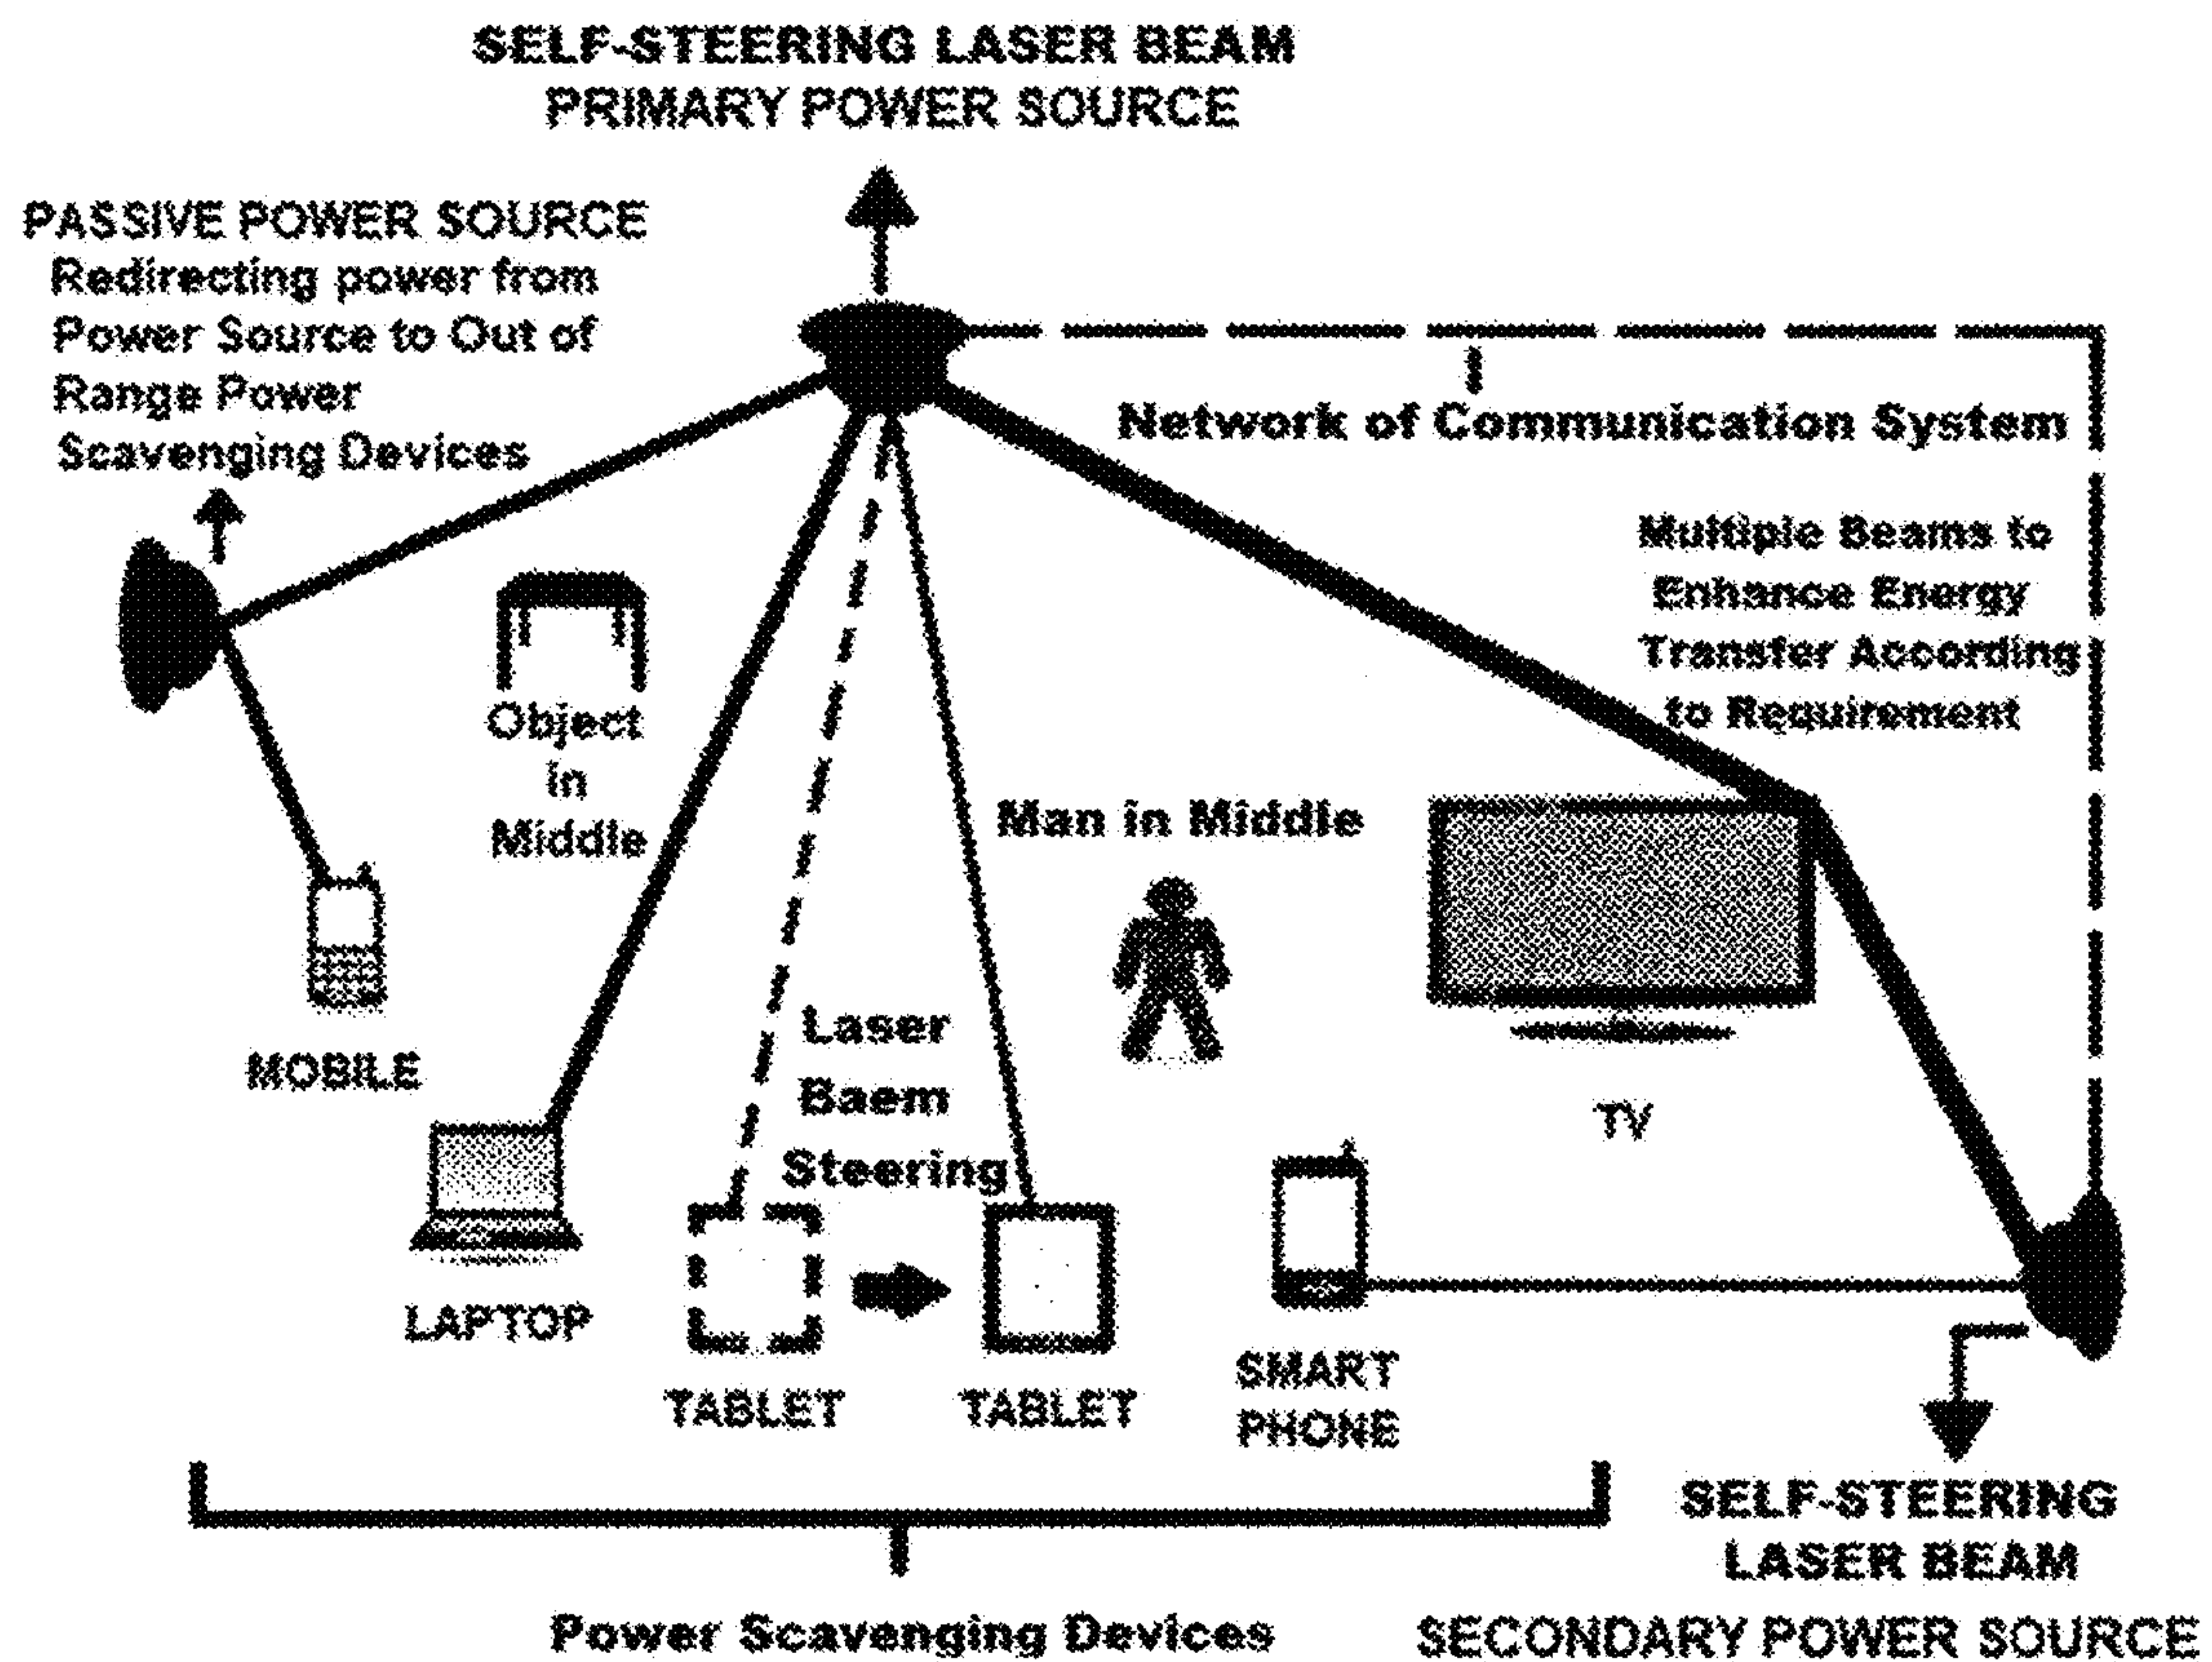 SELF-STEERING LASER BEAM
PRIMARY POWER SOURCE
PASSIVE POWER SOURCE
Redirecting power from
Power Source to Out of
Range Power
Scavenging Devices
Network of Communication System
Multiple Beams to
Enhance Energy
Transfer According
to Requirement
Object
in
Middle
Man in Middle
Laser
Baem
Steering
MOBILE
TV
LAPTOP
TABLET
TABLET
SMART
PHONE
SELF-STEERING
LASER BEAM
SECONDARY POWER SOURCE
Power Scavenging Devices